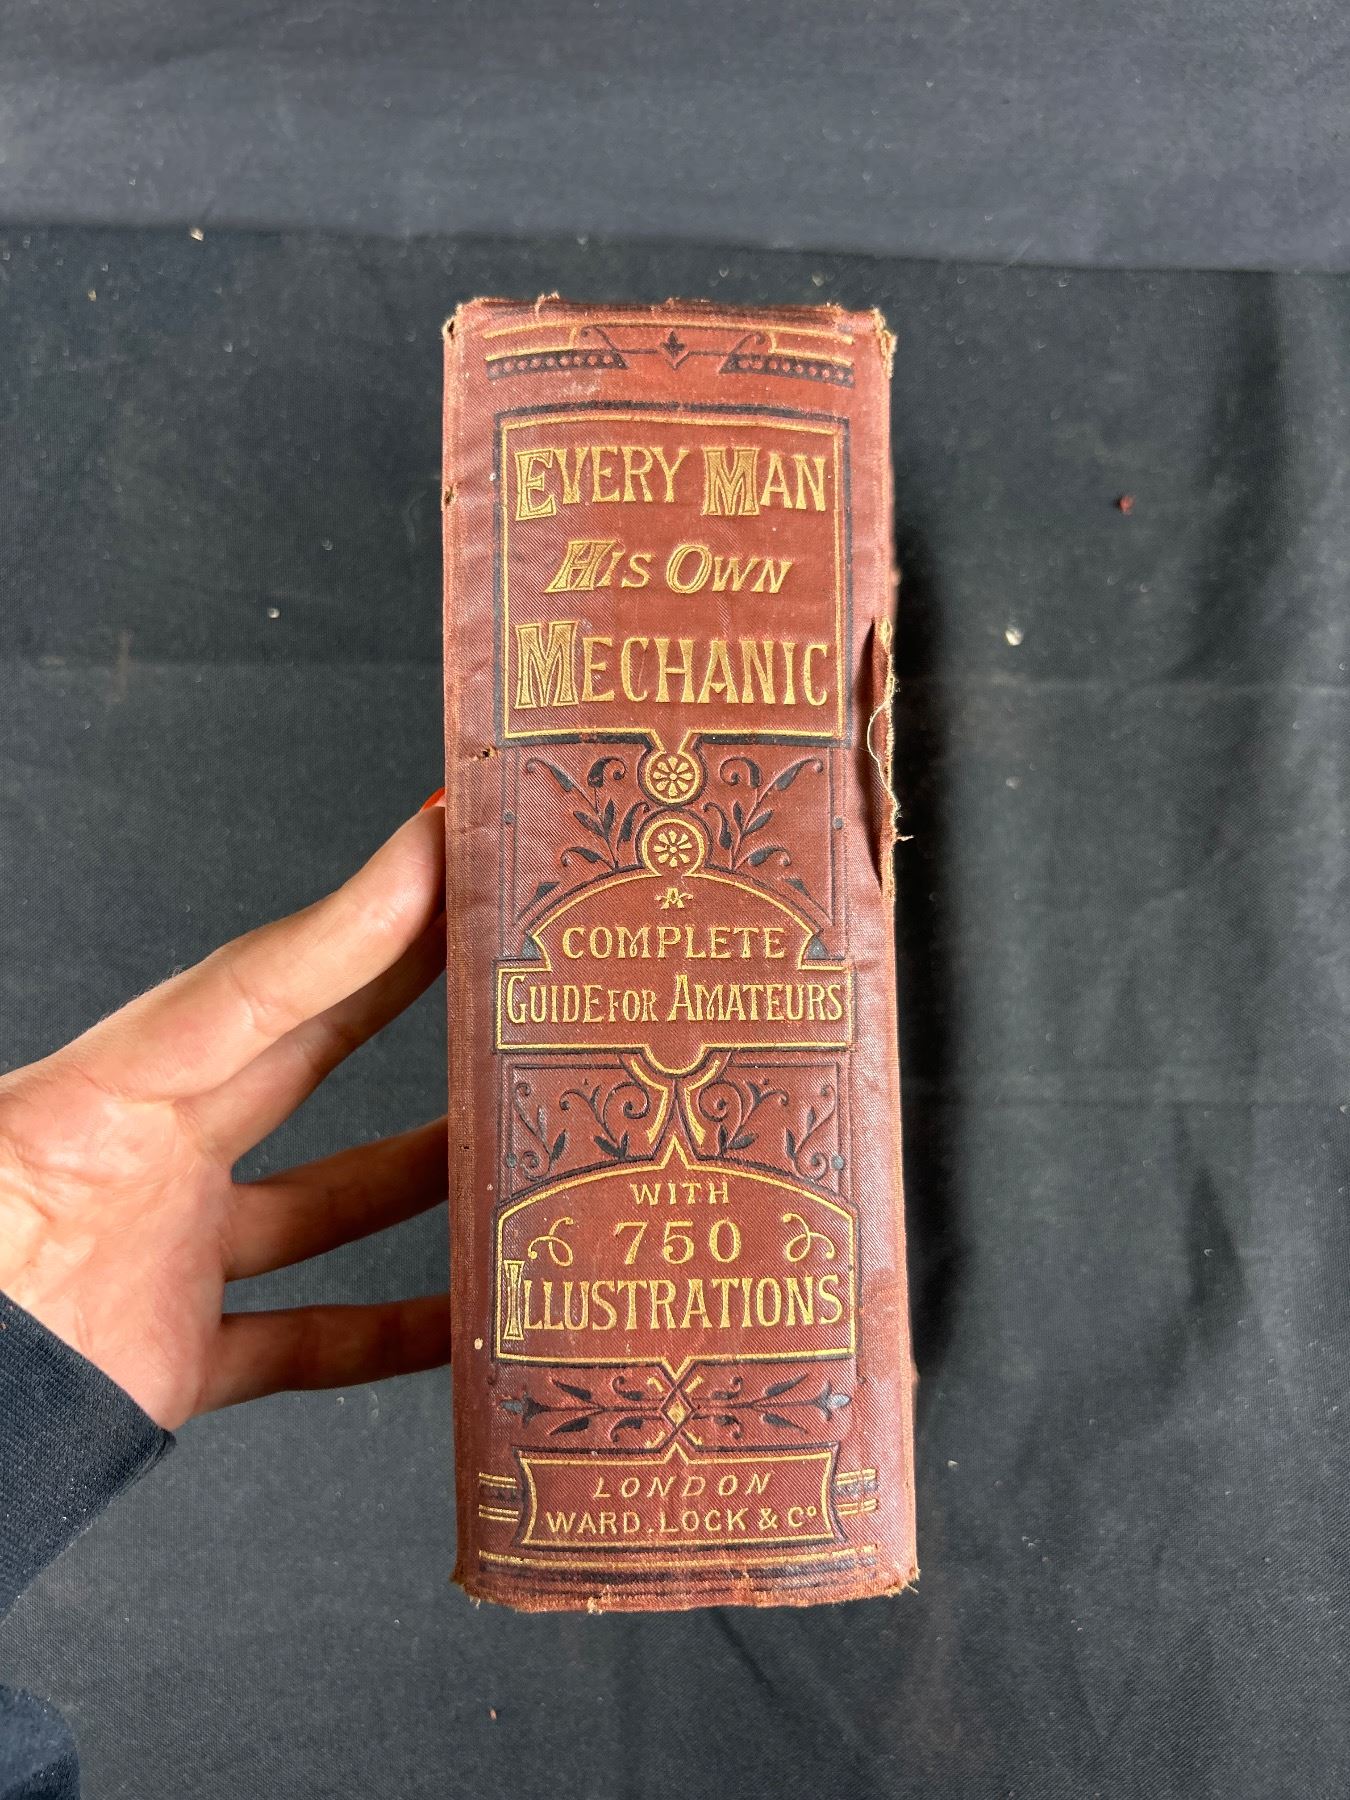 EVERY MAN
HIS OWN
MECHANIC
A
COMPLETE
GUIDE FOR AMATEURS
WITH
750
ILLUSTRATIONS
LONDON
WARD. LOCK & Cº